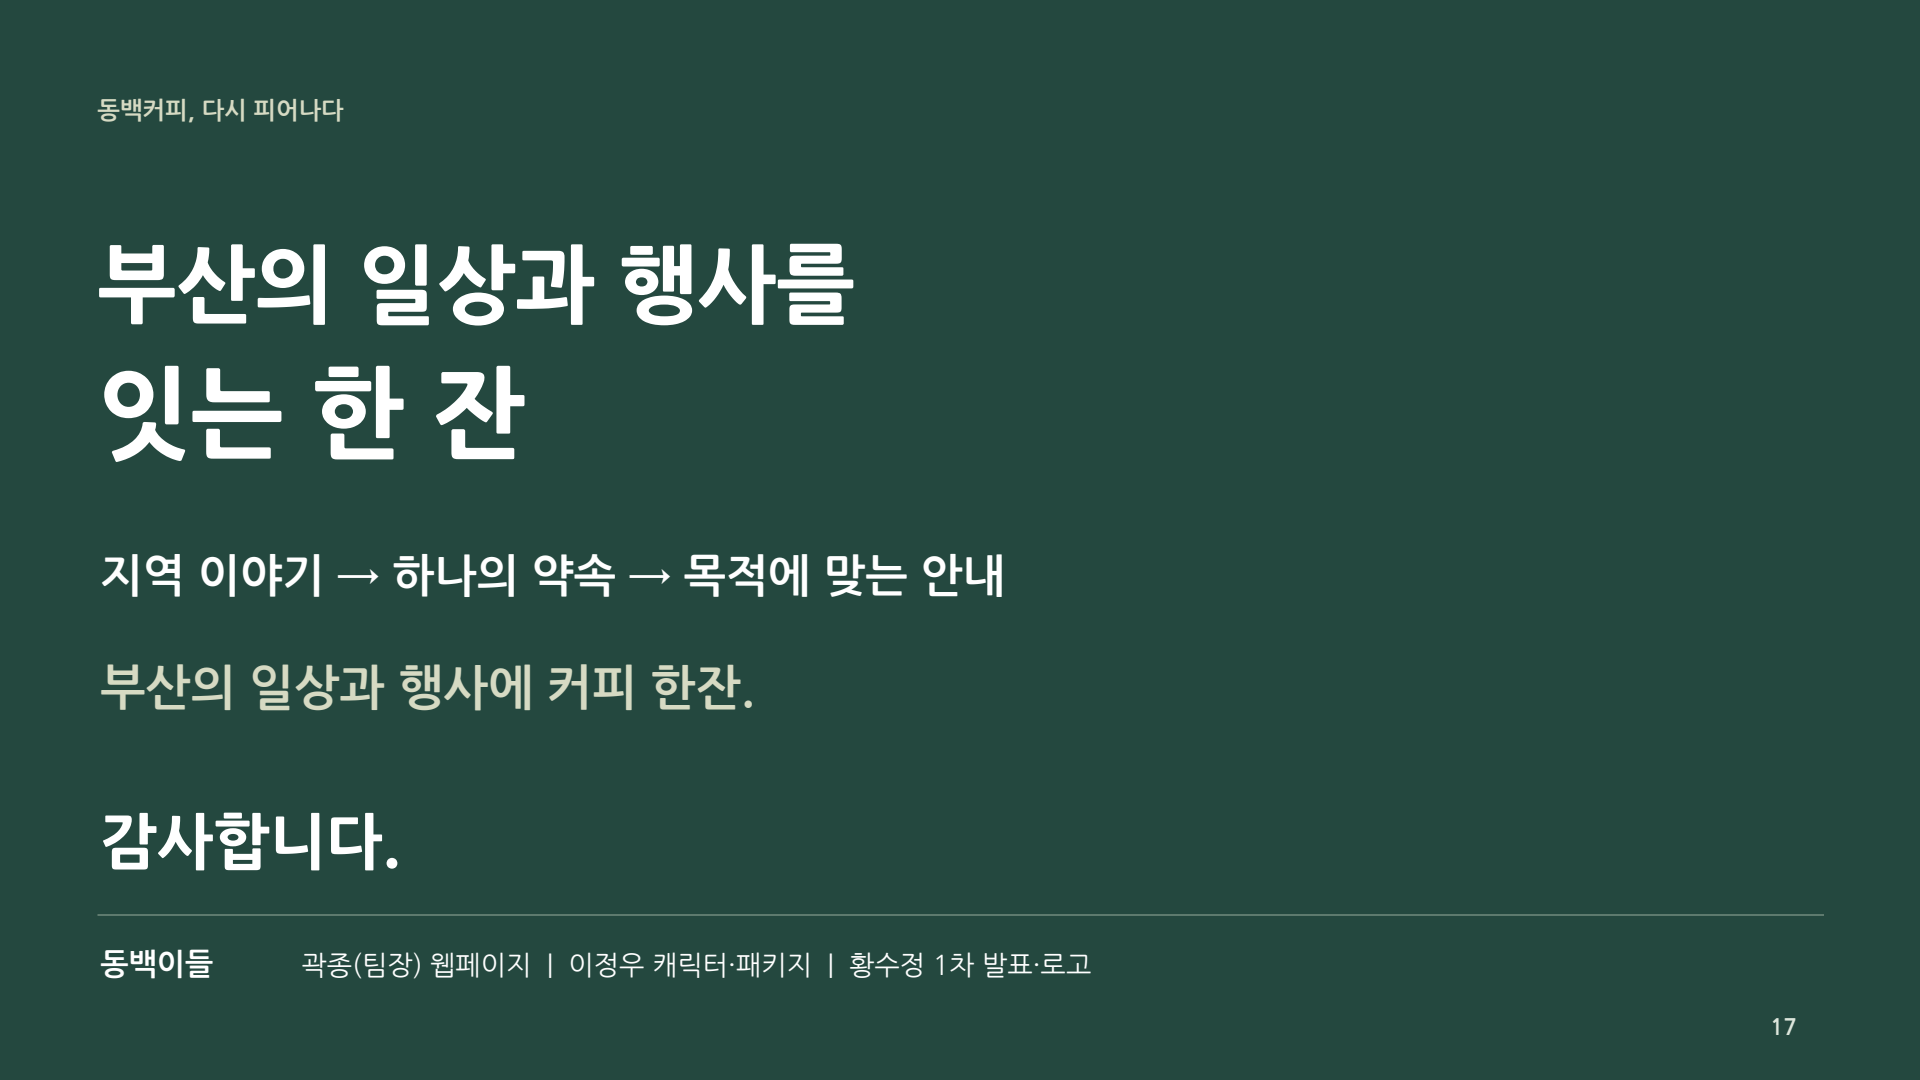 동백커피, 다시 피어나다
부산의 일상과 행사를
잇는 한 잔
지역 이야기 → 하나의 약속 → 목적에 맞는 안내
부산의 일상과 행사에 커피 한잔.
감사합니다.
동백이들 곽종(팀장) 웹페이지 | 이정우 캐릭터·패키지 | 황수정 1차 발표·로고
17